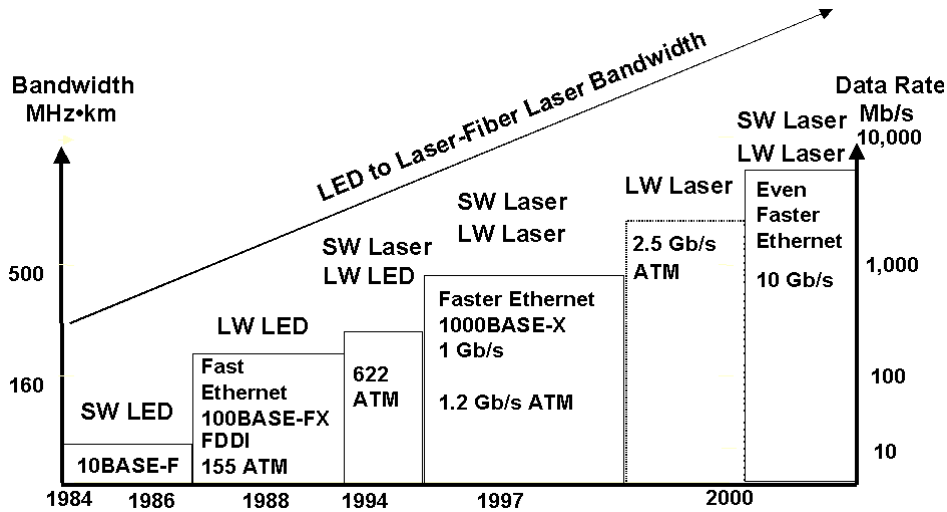 LED to Laser-Fiber Laser Bandwidth
Bandwidth
MHz•km
Data Rate
Mb/s
10,000
1,000
100
10
500
160
SW LED
10BASE-F
LW LED
Fast
Ethernet
100BASE-FX
FDDI
155 ATM
SW Laser
LW LED
622
ATM
SW Laser
LW Laser
Faster Ethernet
1000BASE-X
1 Gb/s
1.2 Gb/s ATM
LW Laser
2.5 Gb/s
ATM
SW Laser
LW Laser
Even
Faster
Ethernet
10 Gb/s
1984
1986
1988
1994
1997
2000